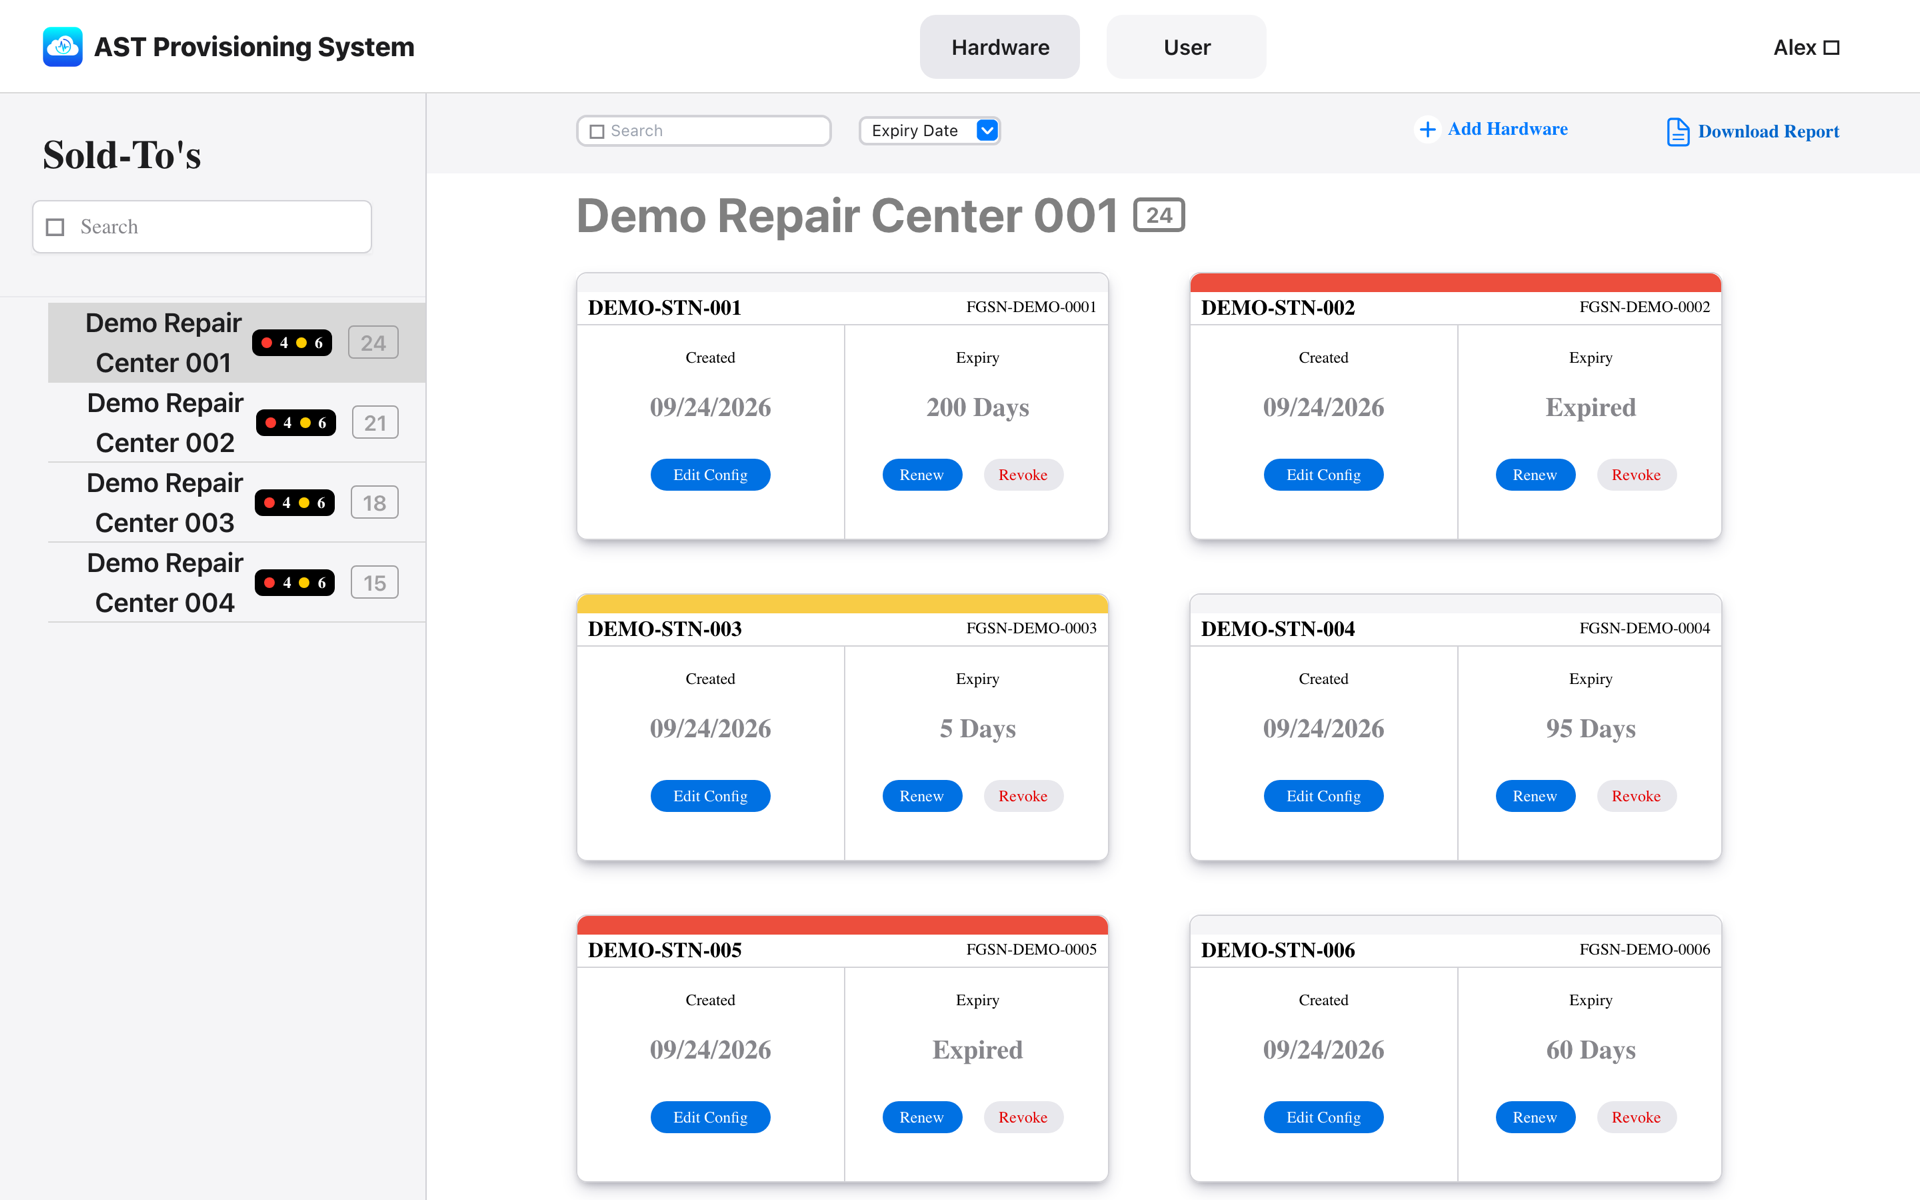 AST Provisioning System
Hardware
User
Alex
Sold-To's
Search
Demo Repair
Center 001
4 6
24
Demo Repair
Center 002
4 6
21
Demo Repair
Center 003
4 6
18
Demo Repair
Center 004
4 6
15
Search
Expiry Date
Add Hardware
Download Report
Demo Repair Center 001 24
DEMO-STN-001 FGSN-DEMO-0001
Created
Expiry
09/24/2026
200 Days
Edit Config
Renew
Revoke
DEMO-STN-002 FGSN-DEMO-0002
Created
Expiry
09/24/2026
Expired
Edit Config
Renew
Revoke
DEMO-STN-003 FGSN-DEMO-0003
Created
Expiry
09/24/2026
5 Days
Edit Config
Renew
Revoke
DEMO-STN-004 FGSN-DEMO-0004
Created
Expiry
09/24/2026
95 Days
Edit Config
Renew
Revoke
DEMO-STN-005 FGSN-DEMO-0005
Created
Expiry
09/24/2026
Expired
Edit Config
Renew
Revoke
DEMO-STN-006 FGSN-DEMO-0006
Created
Expiry
09/24/2026
60 Days
Edit Config
Renew
Revoke